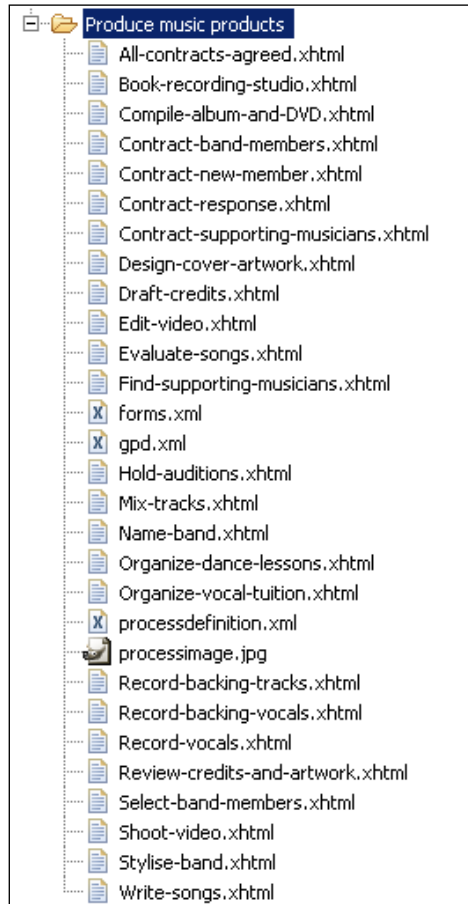 Produce music products
All-contracts-agreed.xhtml
Book-recording-studio.xhtml
Compile-album-and-DVD.xhtml
Contract-band-members.xhtml
Contract-new-member.xhtml
Contract-response.xhtml
Contract-supporting-musicians.xhtml
Design-cover-artwork.xhtml
Draft-credits.xhtml
Edit-video.xhtml
Evaluate-songs.xhtml
Find-supporting-musicians.xhtml
forms.xml
gpd.xml
Hold-auditions.xhtml
Mix-tracks.xhtml
Name-band.xhtml
Organize-dance-lessons.xhtml
Organize-vocal-tuition.xhtml
processdefinition.xml
processimage.jpg
Record-backing-tracks.xhtml
Record-backing-vocals.xhtml
Record-vocals.xhtml
Review-credits-and-artwork.xhtml
Select-band-members.xhtml
Shoot-video.xhtml
Stylise-band.xhtml
Write-songs.xhtml